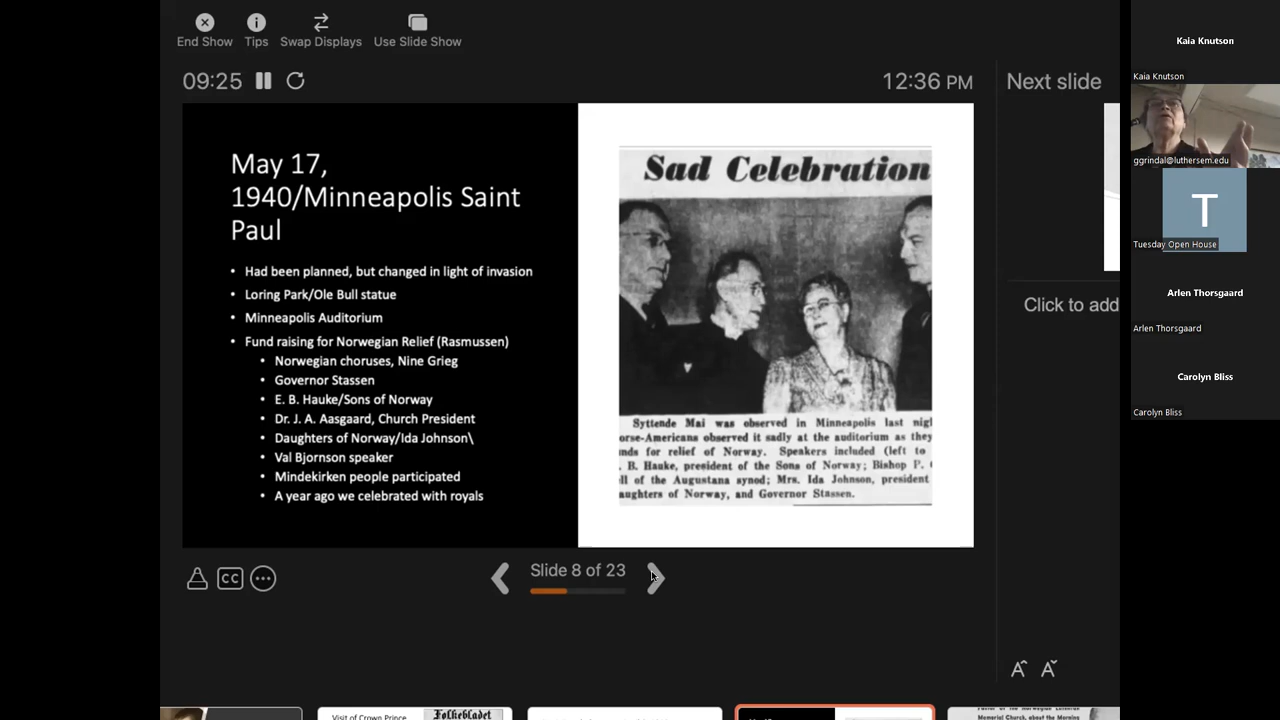 End Show
Tips
Swap Displays
Use Slide Show
09:25
12:36 PM
Next slide
May 17,
1940/Minneapolis Saint
Paul
• Had been planned, but changed in light of invasion
• Loring Park/Ole Bull statue
• Minneapolis Auditorium
• Fund raising for Norwegian Relief (Rasmussen)
• Norwegian choruses, Nine Grieg
• Governor Stassen
• E. B. Hauke/Sons of Norway
• Dr. J. A. Aasgaard, Church President
• Daughters of Norway/Ida Johnson\
• Val Bjornson speaker
• Mindekirken people participated
• A year ago we celebrated with royals
Sad Celebration
Syttende Mai was observed in Minneapolis last nig
orse-Americans observed it sadly at the auditorium as they
nds for relief of Norway. Speakers included (left to
. B. Hauke, president of the Sons of Norway; Bishop P.
ll of the Augustana synod; Mrs. Ida Johnson, president
aughters of Norway, and Governor Stassen.
Click to add
CC
Slide 8 of 23
Visit of Crown Prince
Folkebladet
Memorial Church, about the Morning
Kaia Knutson
Kaia Knutson
ggrindal@luthersem.edu
T
Tuesday Open House
Arlen Thorsgaard
Arlen Thorsgaard
Carolyn Bliss
Carolyn Bliss